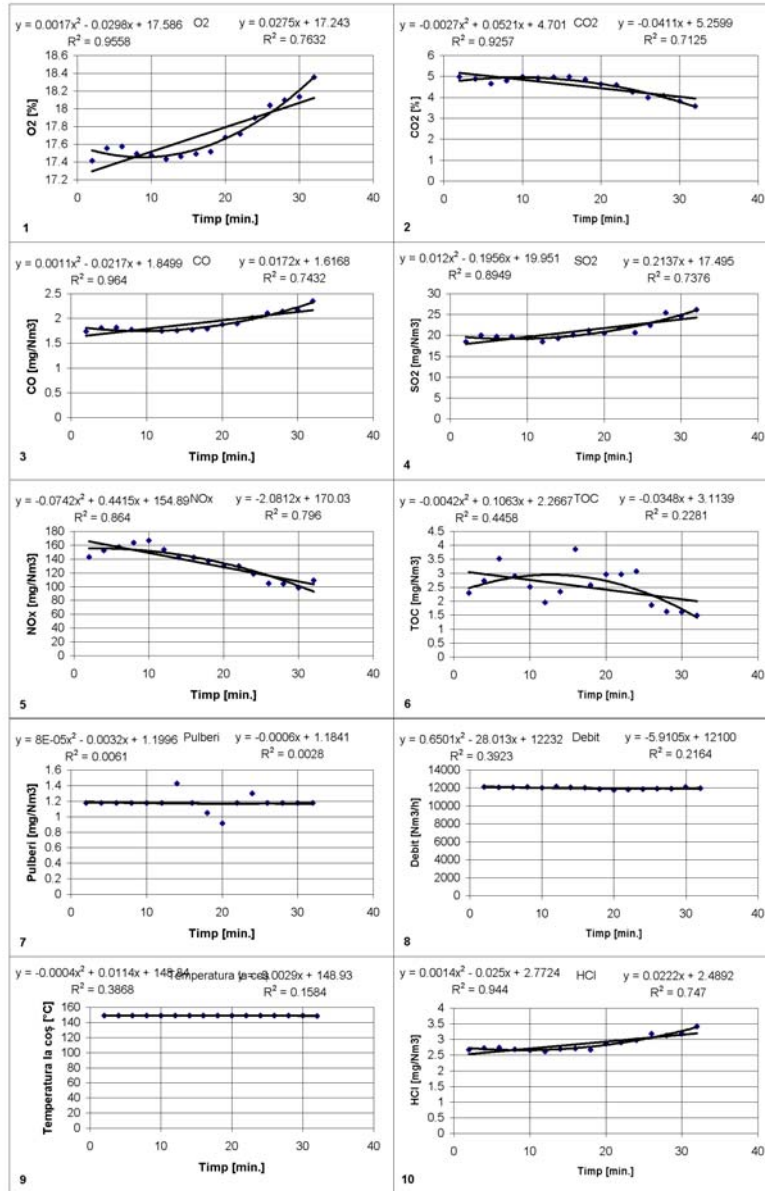 y = 0.0017x² - 0.0298x + 17.586 O2 y = 0.0275x + 17.243
R² = 0.9558 R² = 0.7632
18.6
18.4
18.2
18
17.8
17.6
17.4
17.2
O2 [%]
0 10 20 30 40
Timp [min.]
1
y = -0.0027x² + 0.0521x + 4.701 CO2 y = -0.0411x + 5.2599
R² = 0.9257 R² = 0.7125
6
5
4
3
2
1
0
CO2 [%]
0 10 20 30 40
Timp [min.]
2
y = 0.0011x² - 0.0217x + 1.8499 CO y = 0.0172x + 1.6168
R² = 0.964 R² = 0.7432
2.5
2
1.5
1
0.5
0
CO [mg/Nm3]
0 10 20 30 40
Timp [min.]
3
y = 0.012x² - 0.1956x + 19.951 SO2 y = 0.2137x + 17.495
R² = 0.8949 R² = 0.7376
30
25
20
15
10
5
0
SO2 [mg/Nm3]
0 10 20 30 40
Timp [min.]
4
y = -0.0742x² + 0.4415x + 154.89 NOx y = -2.0812x + 170.03
R² = 0.864 R² = 0.796
180
160
140
120
100
80
60
40
20
0
NOx [mg/Nm3]
0 10 20 30 40
Timp [min.]
5
y = -0.0042x² + 0.1063x + 2.2667 TOC y = -0.0348x + 3.1139
R² = 0.4458 R² = 0.2281
4.5
4
3.5
3
2.5
2
1.5
1
0.5
0
TOC [mg/Nm3]
0 10 20 30 40
Timp [min.]
6
y = 8E-05x² - 0.0032x + 1.1996 Pulberi y = -0.0006x + 1.1841
R² = 0.0061 R² = 0.0028
1.6
1.4
1.2
1
0.8
0.6
0.4
0.2
0
Pulberi [mg/Nm3]
0 10 20 30 40
Timp [min.]
7
y = 0.6501x² - 28.013x + 12232 Debit y = -5.9105x + 12100
R² = 0.3923 R² = 0.2164
14000
12000
10000
8000
6000
4000
2000
0
Debit [Nm3/h]
0 10 20 30 40
Timp [min.]
8
y = -0.0004x² + 0.0114x + 148.84 Temperatura la coș 0.0029x + 148.93
R² = 0.3868 R² = 0.1584
160
140
120
100
80
60
40
20
0
Temperatura la coș [°C]
0 10 20 30 40
Timp [min.]
9
y = 0.0014x² - 0.025x + 2.7724 HCl y = 0.0222x + 2.4892
R² = 0.944 R² = 0.747
4
3.5
3
2.5
2
1.5
1
0.5
0
HCl [mg/Nm3]
0 10 20 30 40
Timp [min.]
10